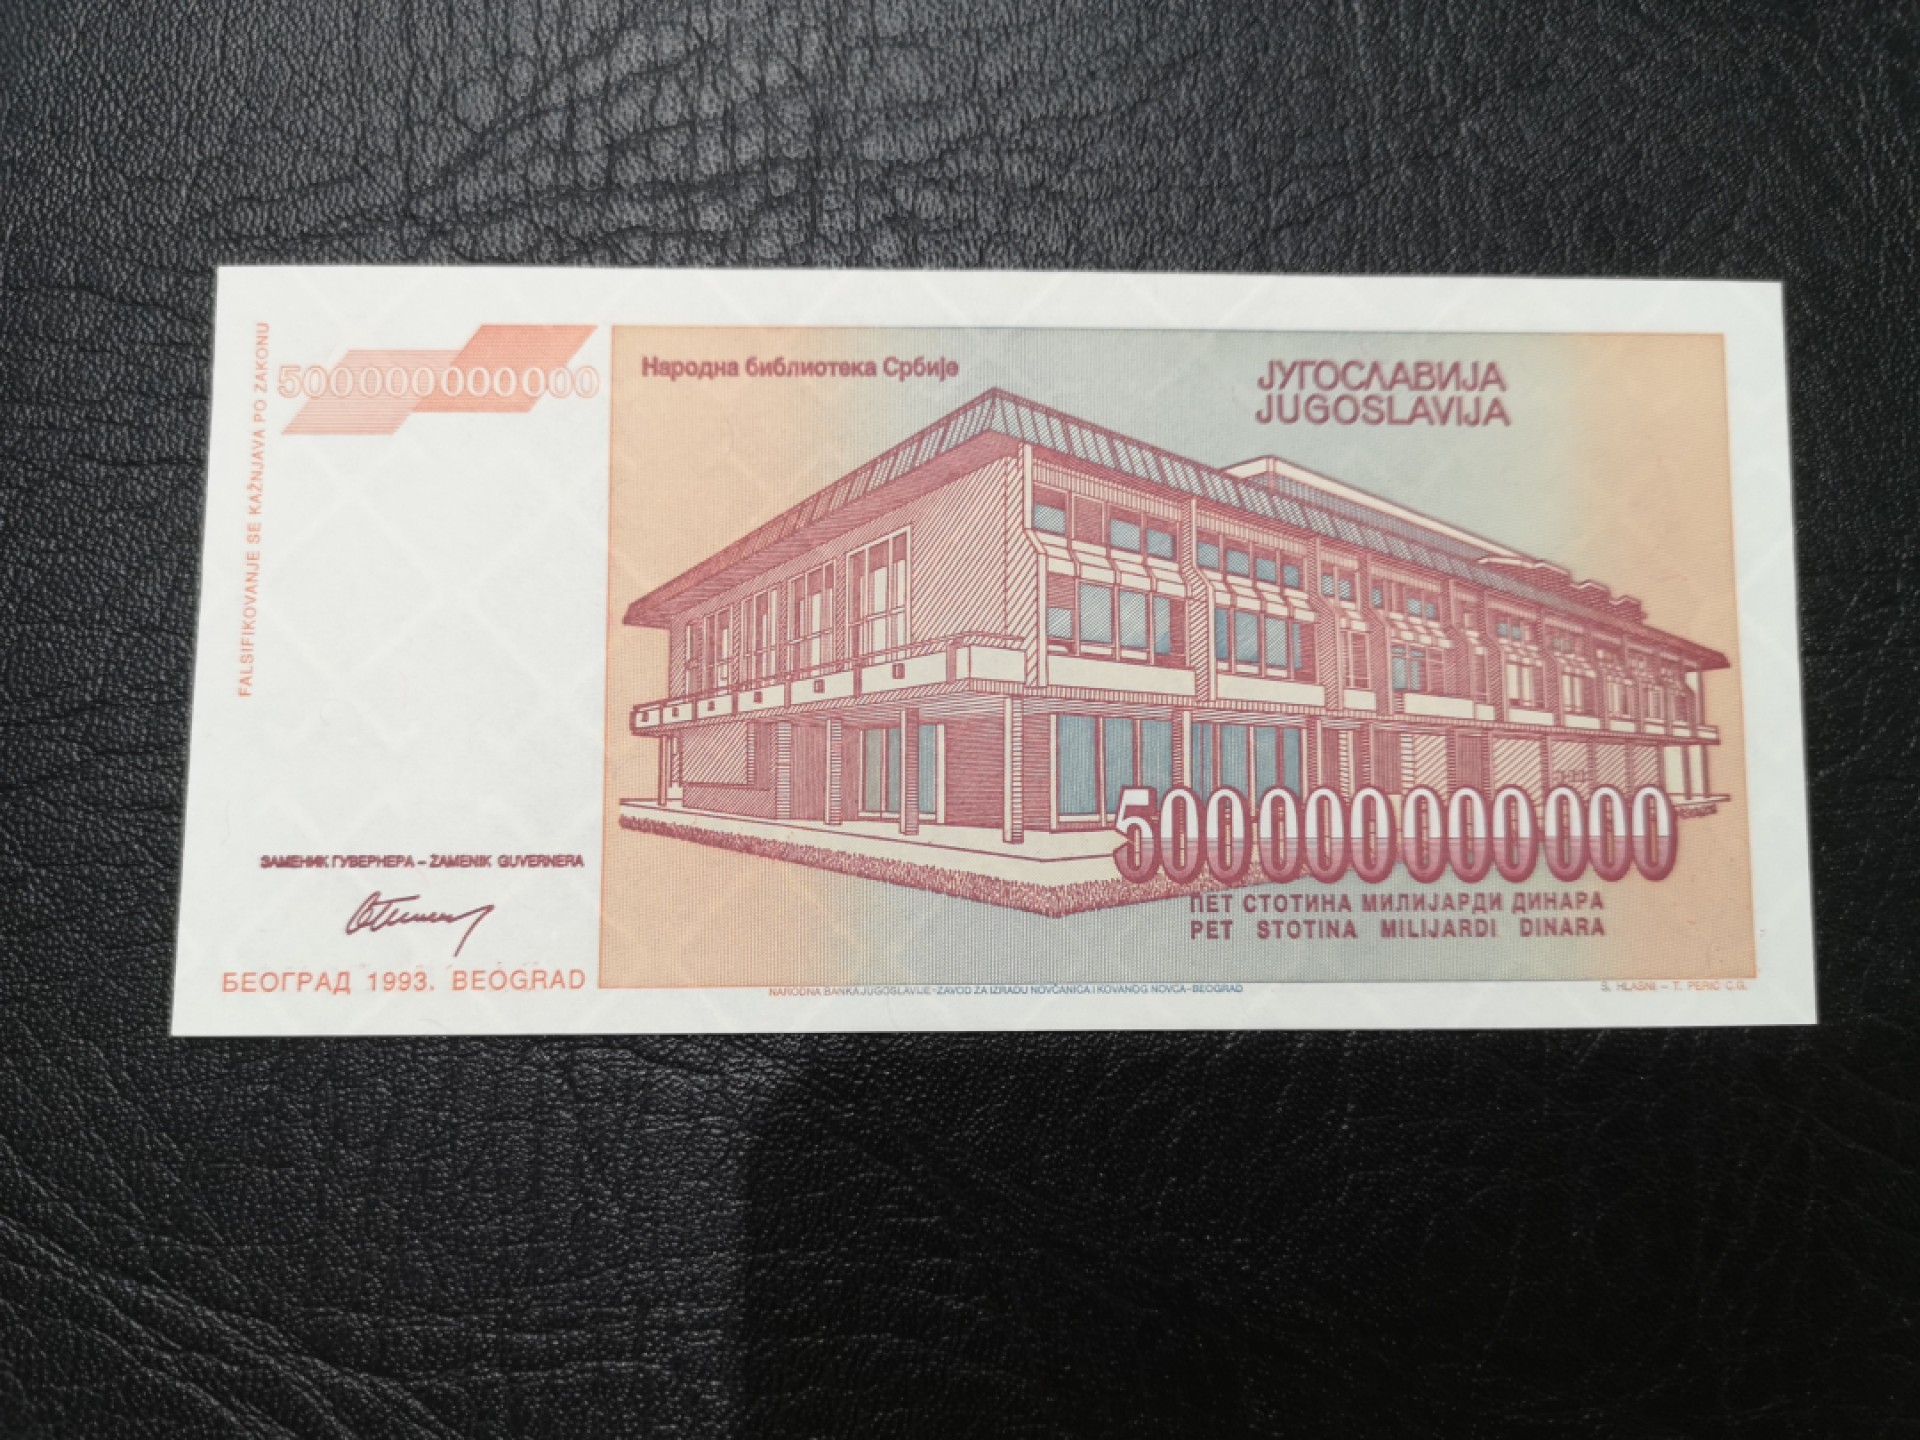 FALSIFIKOVANJE SE KAŽNJAVA PO ZAKONU
500000000000
Народна библиотека Србије
ЈУГОСЛАВИЈА
JUGOSLAVIJA
500000000000
ПЕТ СТОТИНА МИЛИЈАРДИ ДИНАРА
PET STOTINA MILIJARDI DINARA
ЗАМЕНИК ГУВЕРНЕРА – ZAMENIK GUVERNERA
БЕОГРАД 1993. BEOGRAD
NARODNA BANKA JUGOSLAVIJE-ZAVOD ZA IZRADU NOVČANICA I KOVANOG NOVCA-BEOGRAD
S. HLASNI – T. PERIĆ C.G.